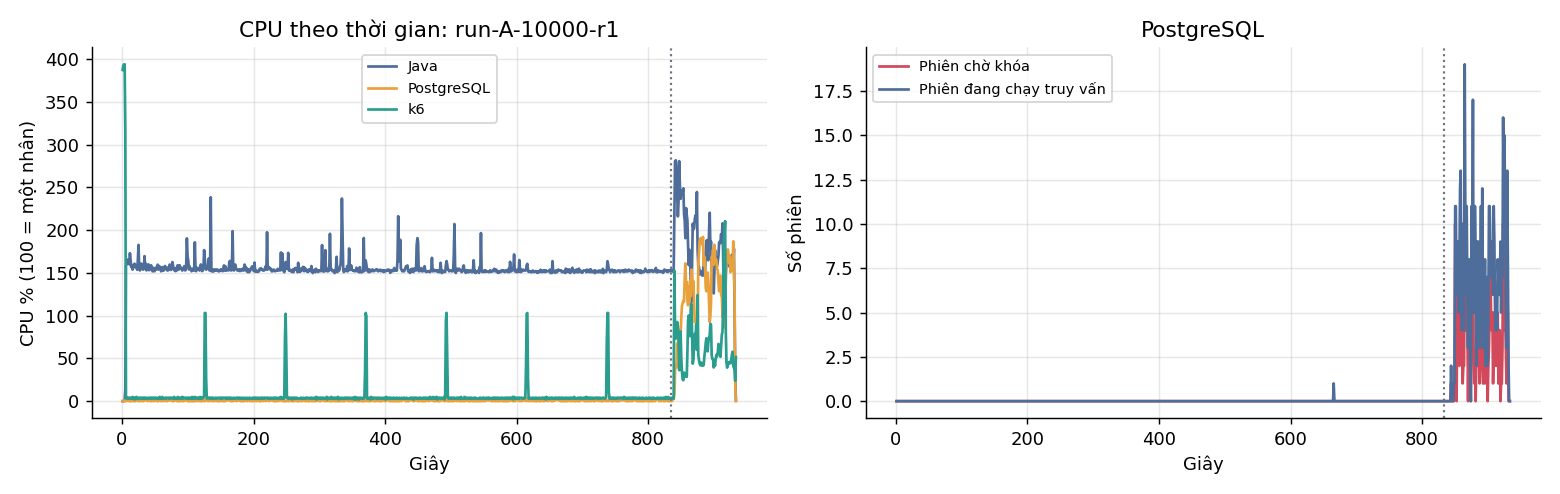 CPU theo thời gian: run-A-10000-r1
Java
PostgreSQL
k6
CPU % (100 = một nhân)
400
350
300
250
200
150
100
50
0
0 200 400 600 800
Giây
PostgreSQL
Phiên chờ khóa
Phiên đang chạy truy vấn
Số phiên
17.5
15.0
12.5
10.0
7.5
5.0
2.5
0.0
0 200 400 600 800
Giây